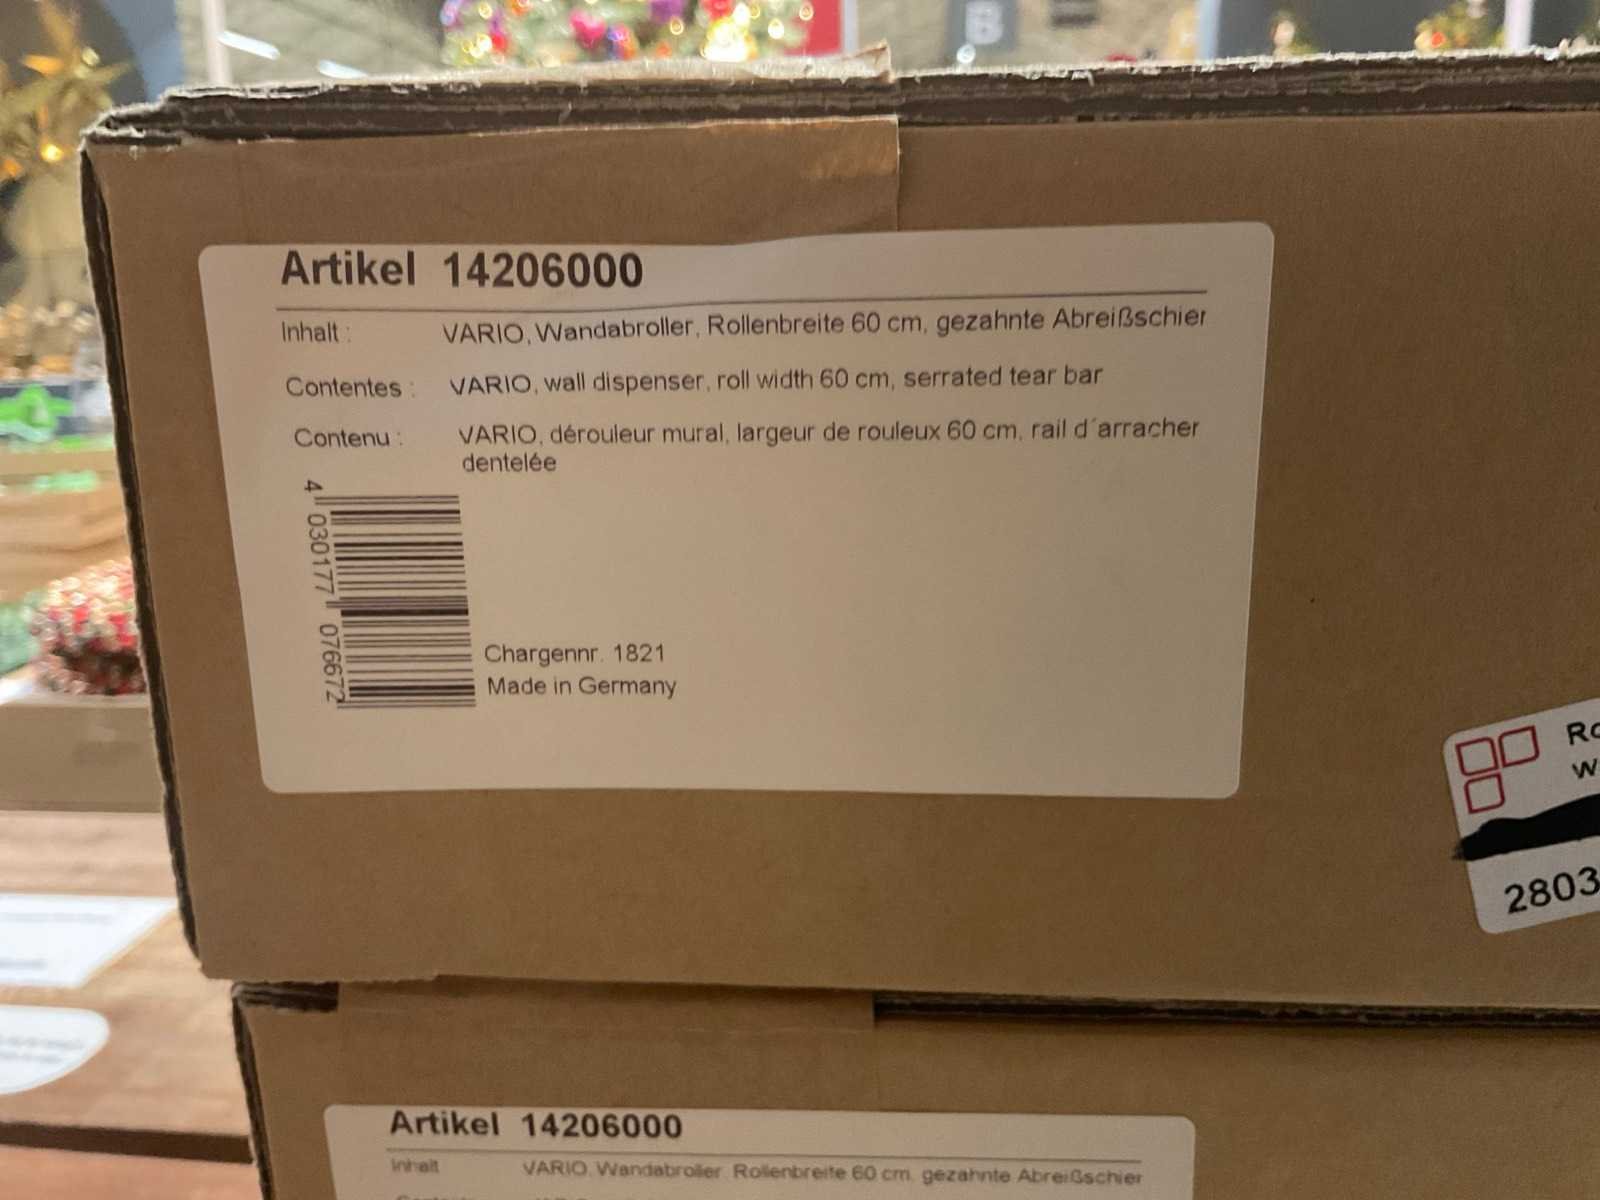 B
Artikel 14206000
Inhalt : VARIO, Wandabroller, Rollenbreite 60 cm, gezahnte Abreißschier
Contentes : VARIO, wall dispenser, roll width 60 cm, serrated tear bar
Contenu : VARIO, dérouleur mural, largeur de rouleux 60 cm, rail d´arracher
dentelée
4 030177 076672
Chargennr. 1821
Made in Germany
2803
Artikel 14206000
Inhalt VARIO, Wandabroller, Rollenbreite 60 cm, gezahnte Abreißschier